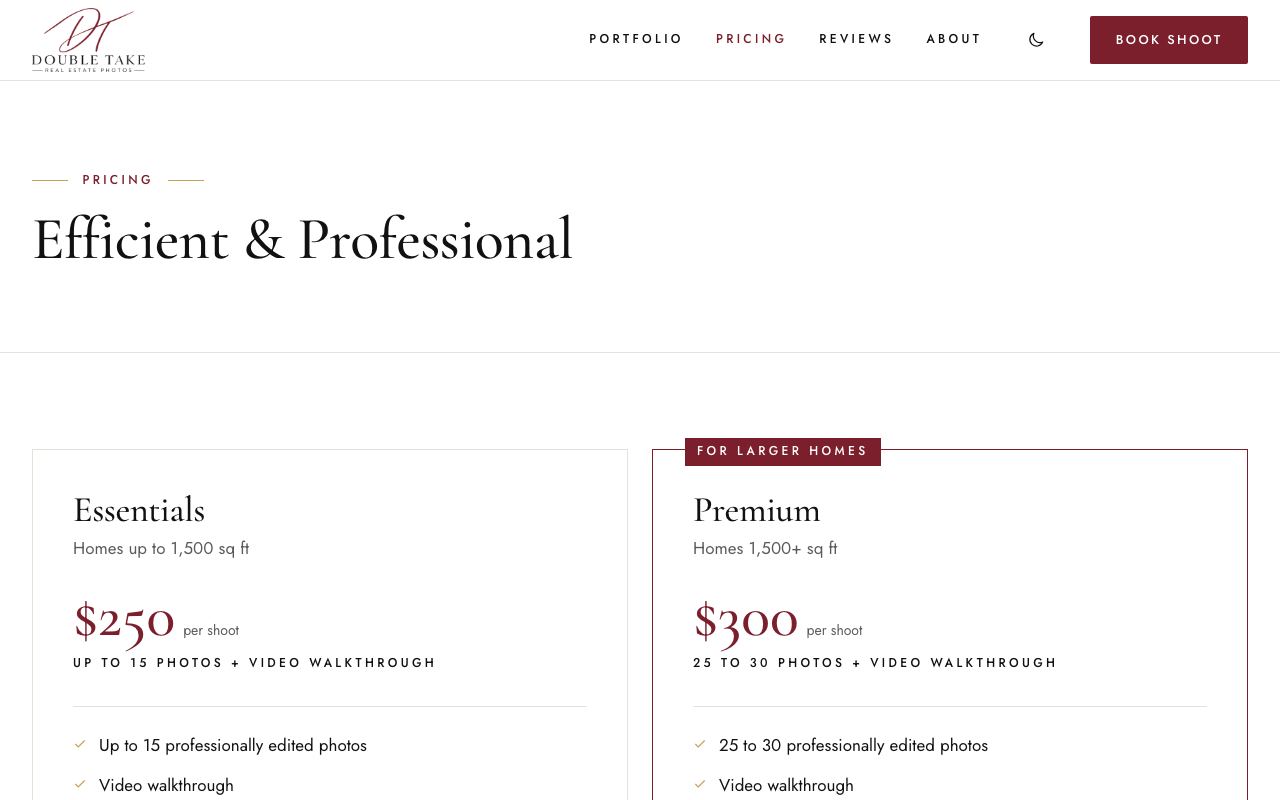 DT
DOUBLE TAKE
REAL ESTATE PHOTOS
PORTFOLIO
PRICING
REVIEWS
ABOUT
BOOK SHOOT
PRICING
Efficient & Professional
Essentials
Homes up to 1,500 sq ft
$250 per shoot
UP TO 15 PHOTOS + VIDEO WALKTHROUGH
Up to 15 professionally edited photos
Video walkthrough
FOR LARGER HOMES
Premium
Homes 1,500+ sq ft
$300 per shoot
25 TO 30 PHOTOS + VIDEO WALKTHROUGH
25 to 30 professionally edited photos
Video walkthrough